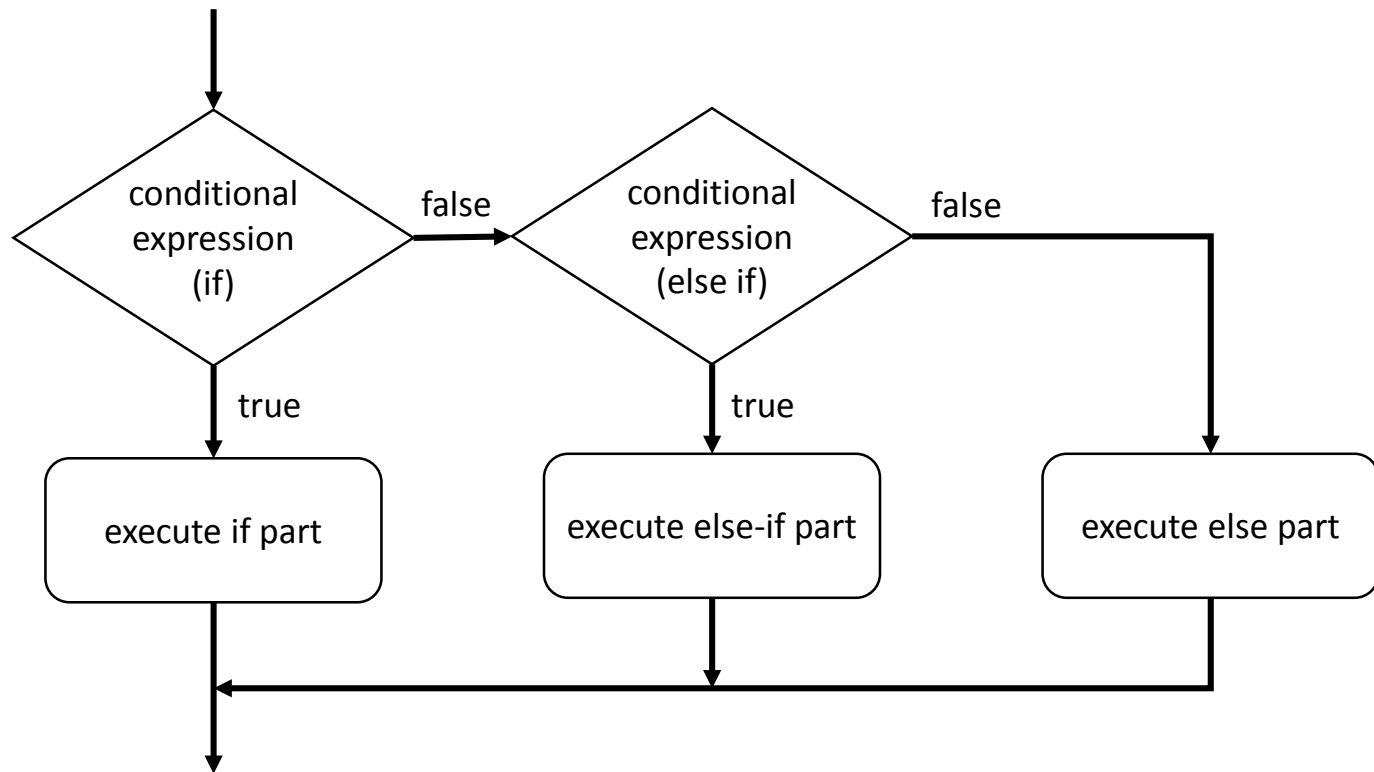 conditional
expression
(if)
false
conditional
expression
(else if)
false
true
true
execute if part
execute else-if part
execute else part